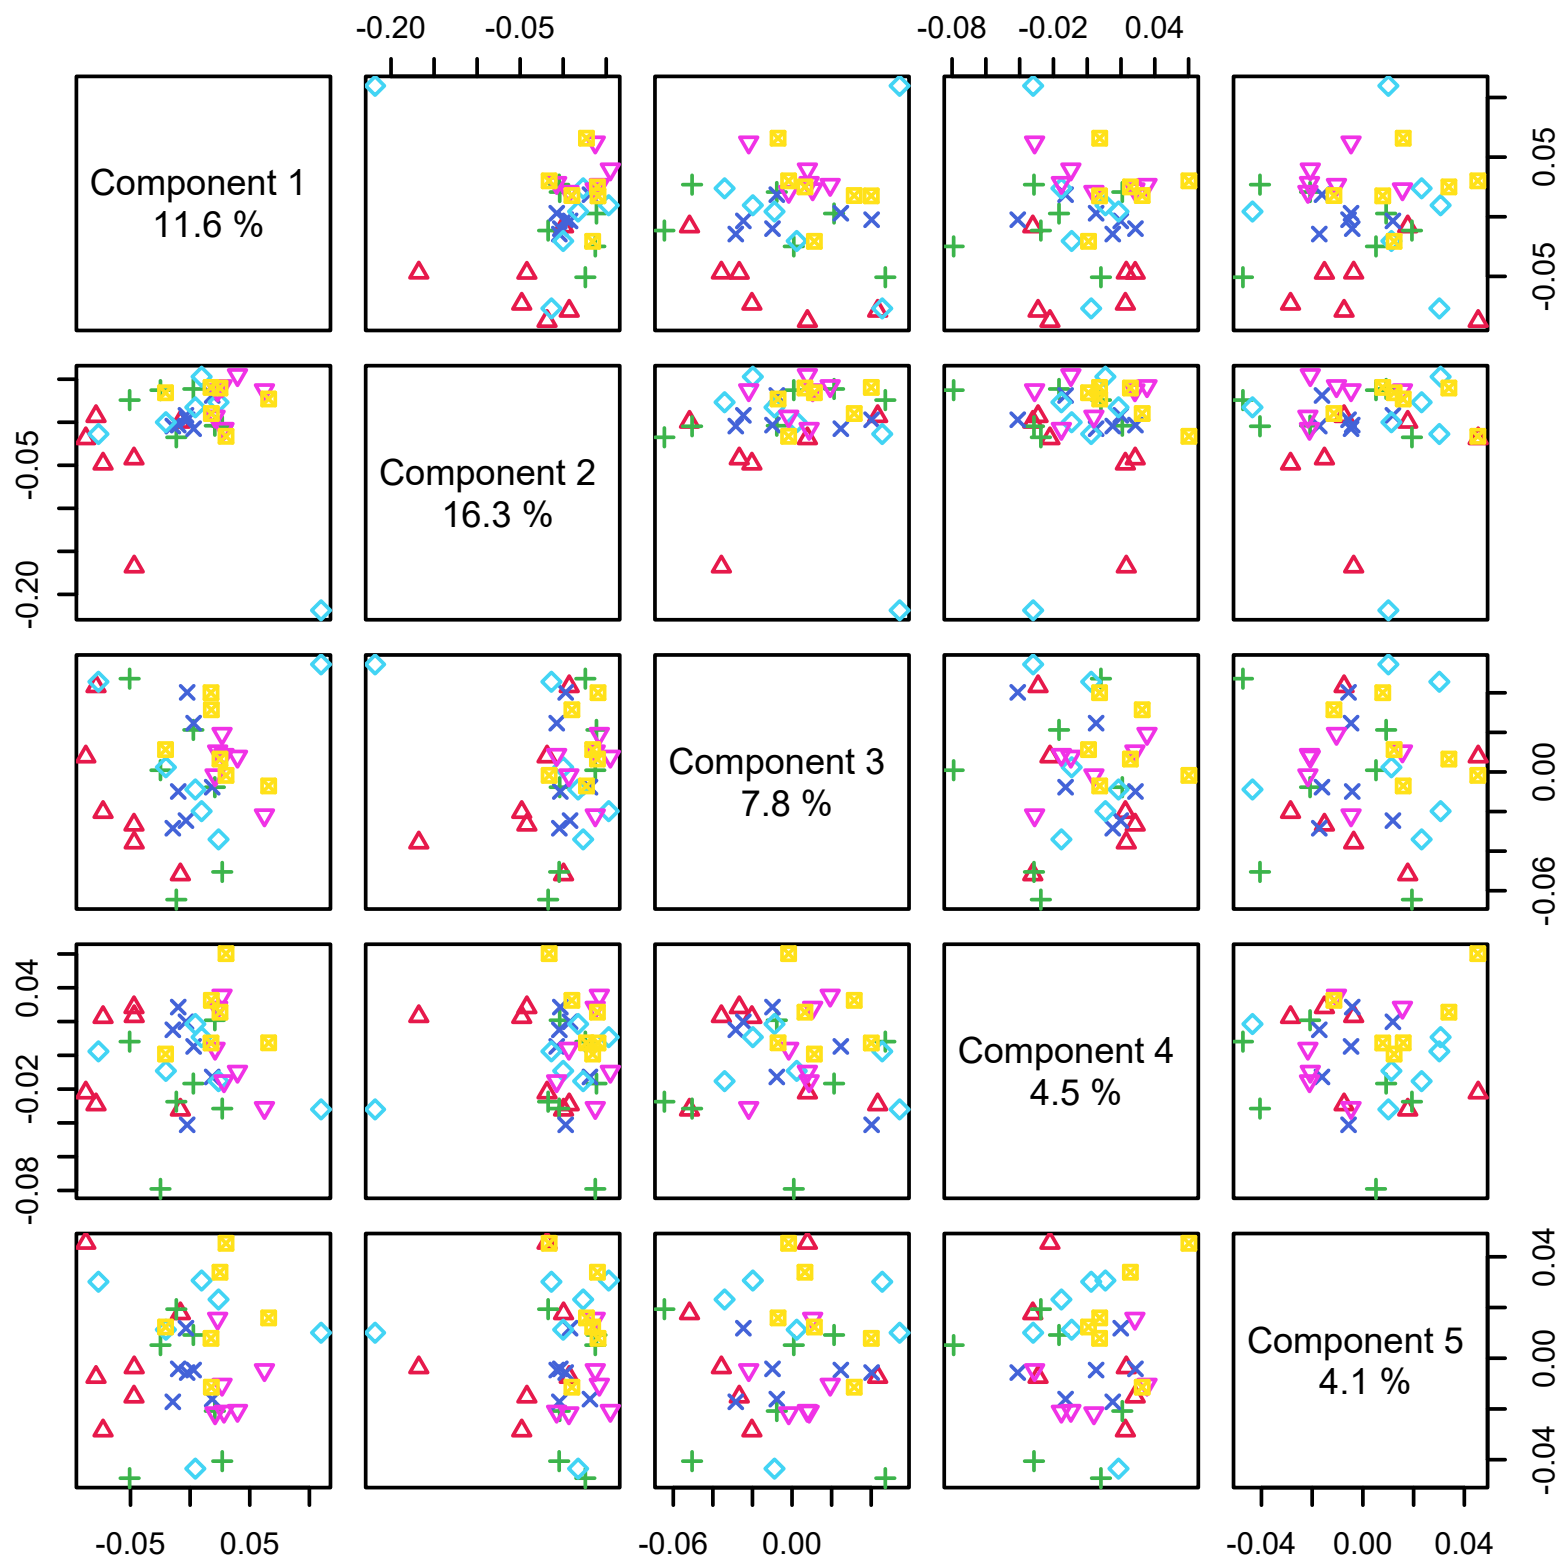 -0.20 -0.05 -0.08 -0.02 0.04
Component 1
11.6 %
0.05
-0.05
Component 2
16.3 %
-0.05
-0.20
Component 3
7.8 %
0.00
-0.06
0.04
-0.02
-0.08
Component 4
4.5 %
Component 5
4.1 %
0.04
0.00
-0.04
-0.05 0.05 -0.06 0.00 -0.04 0.00 0.04